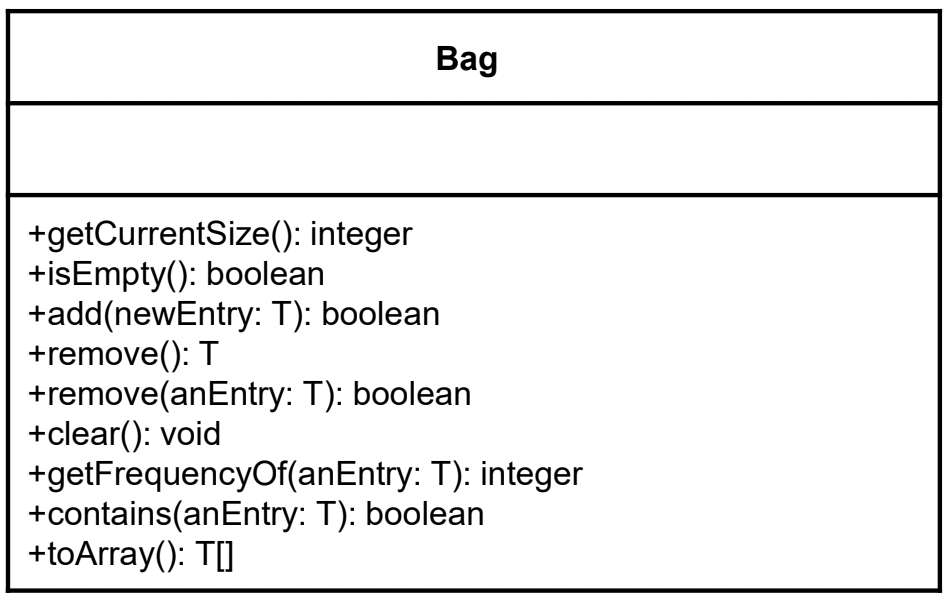 Bag
+getCurrentSize(): integer
+isEmpty(): boolean
+add(newEntry: T): boolean
+remove(): T
+remove(anEntry: T): boolean
+clear(): void
+getFrequencyOf(anEntry: T): integer
+contains(anEntry: T): boolean
+toArray(): T[]